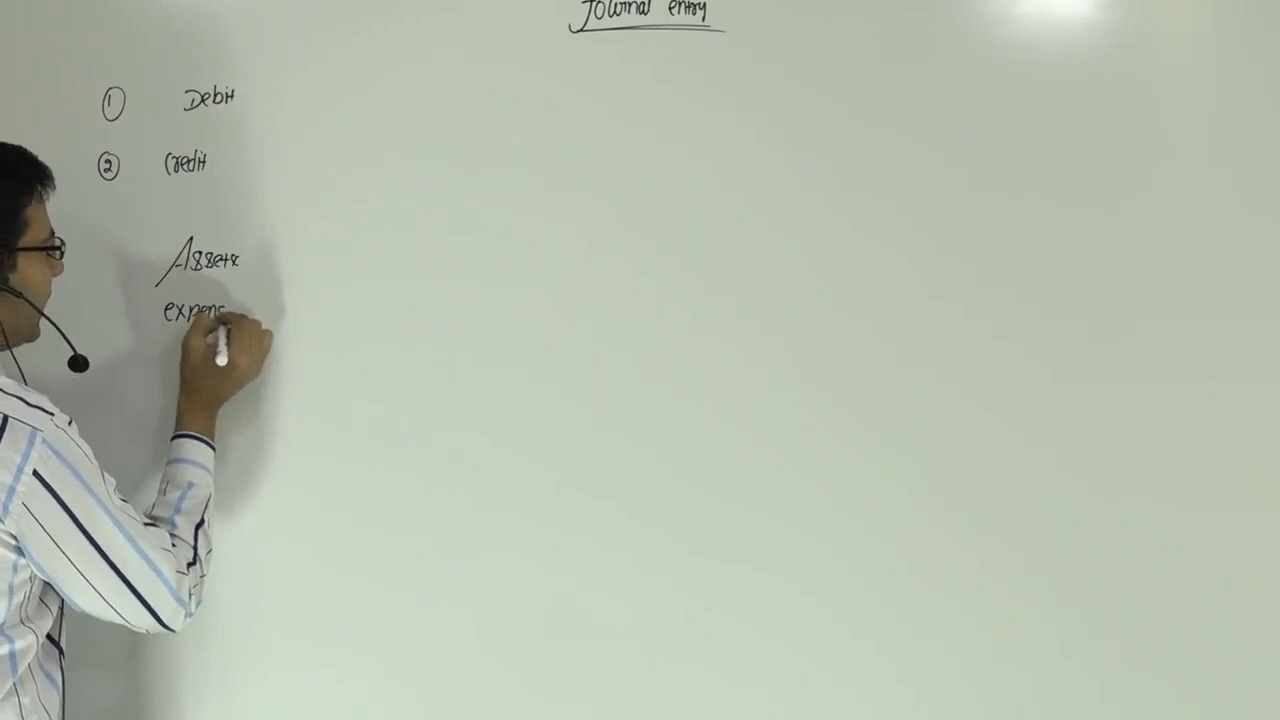 Journal entry
① Debit
② Credit
Assets
expens